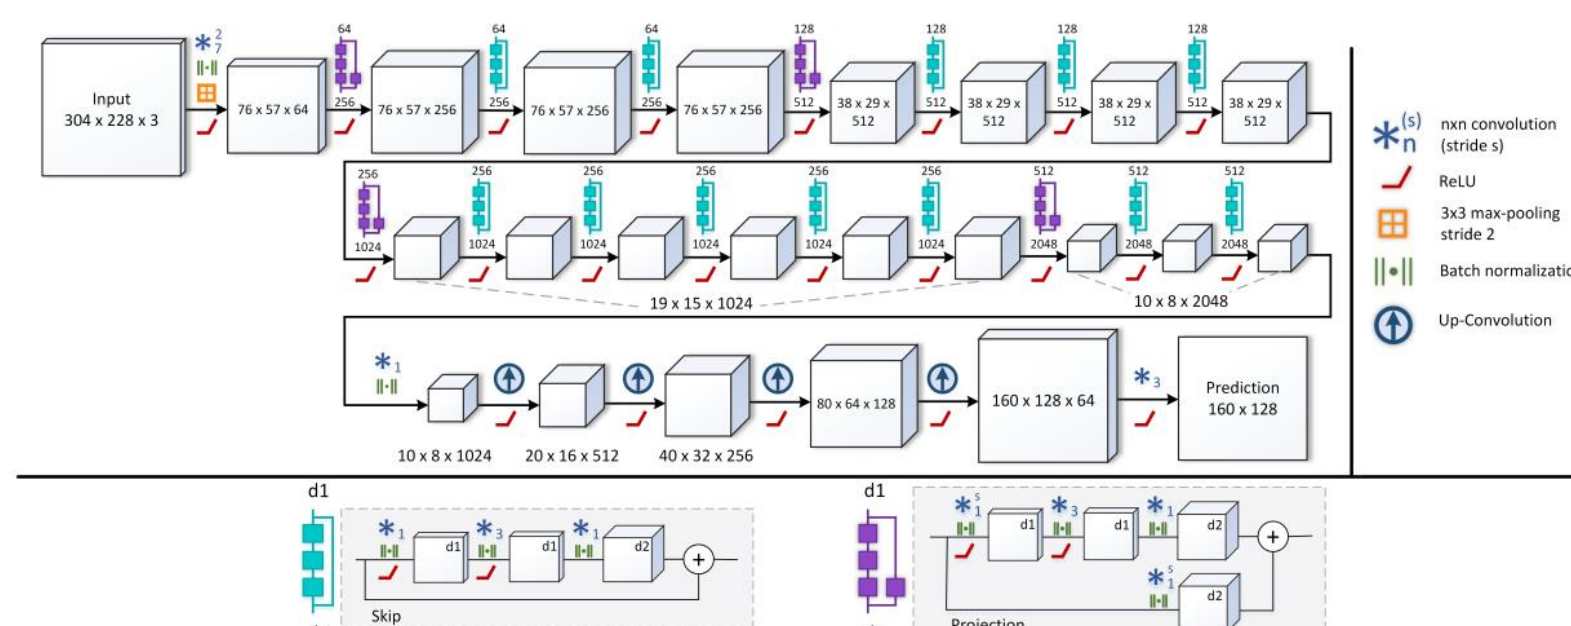 64 64 64 128 128 128 128
2
7
Input
304 x 228 x 3
76 x 57 x 64
256
76 x 57 x 256
256
76 x 57 x 256
256
76 x 57 x 256
512
38 x 29 x
512
512
38 x 29 x
512
512
38 x 29 x
512
512
38 x 29 x
512
256 256 256 256 256 256 512 512 512
1024 1024 1024 1024 1024 1024 2048 2048 2048
19 x 15 x 1024
10 x 8 x 2048
1
3
80 x 64 x 128
160 x 128 x 64
Prediction
160 x 128
10 x 8 x 1024
20 x 16 x 512
40 x 32 x 256
(s)
n
nxn convolution
(stride s)
ReLU
3x3 max-pooling
stride 2
Batch normalizatio
Up-Convolution
d1
1 3 1
d1 d1 d2
+
Skip
d1
s
1 3 1
d1 d1 d2
+
s
1
d2
Projection